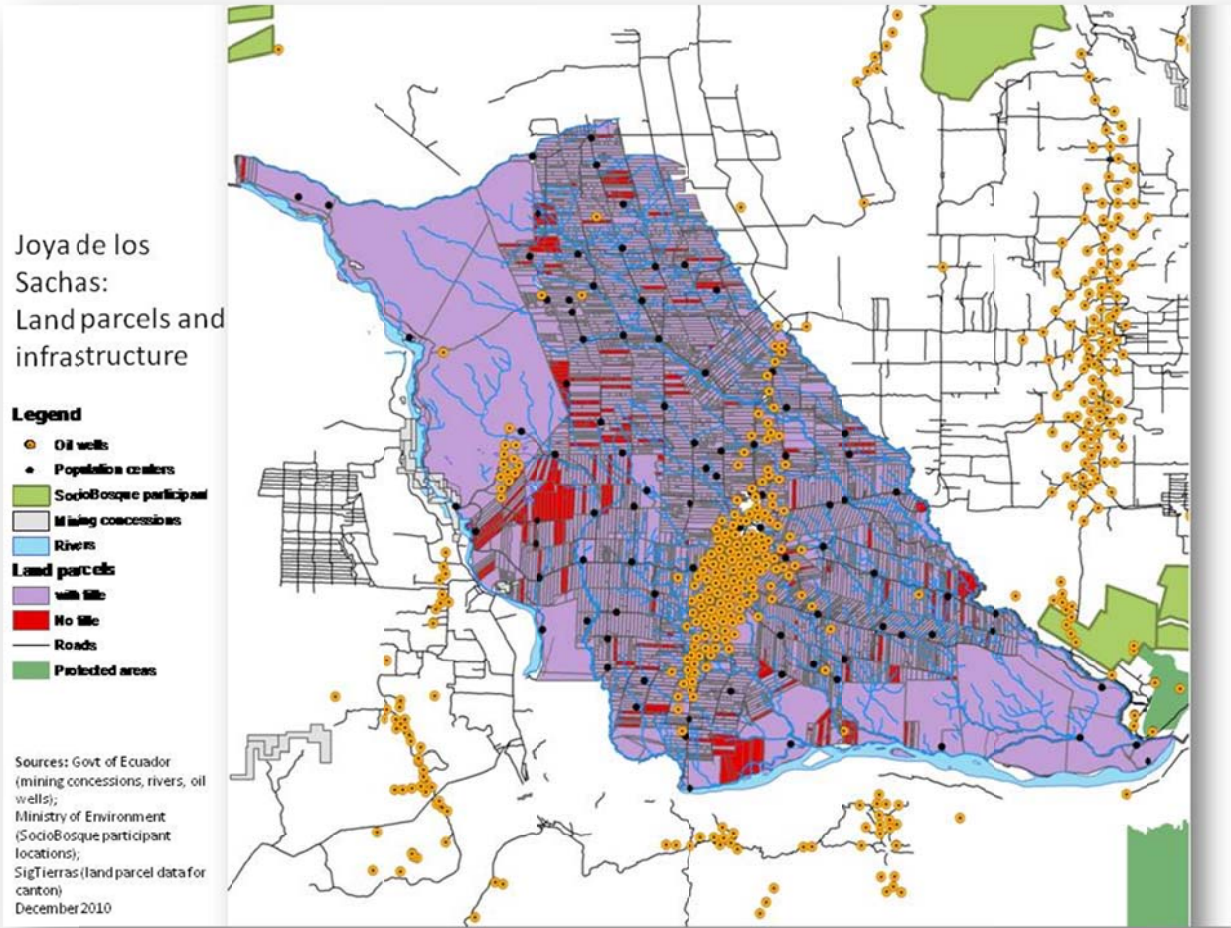 Joya de los
Sachas:
Land parcels and
infrastructure
Legend
Oil wells
Population centers
SocioBosque participant
Mining concessions
Rivers
Land parcels
with title
No title
Roads
Protected areas
Sources: Govt of Ecuador
(mining concessions, rivers, oil
wells);
Ministry of Environment
(SocioBosque participant
locations);
SigTierras (land parcel data for
canton)
December 2010